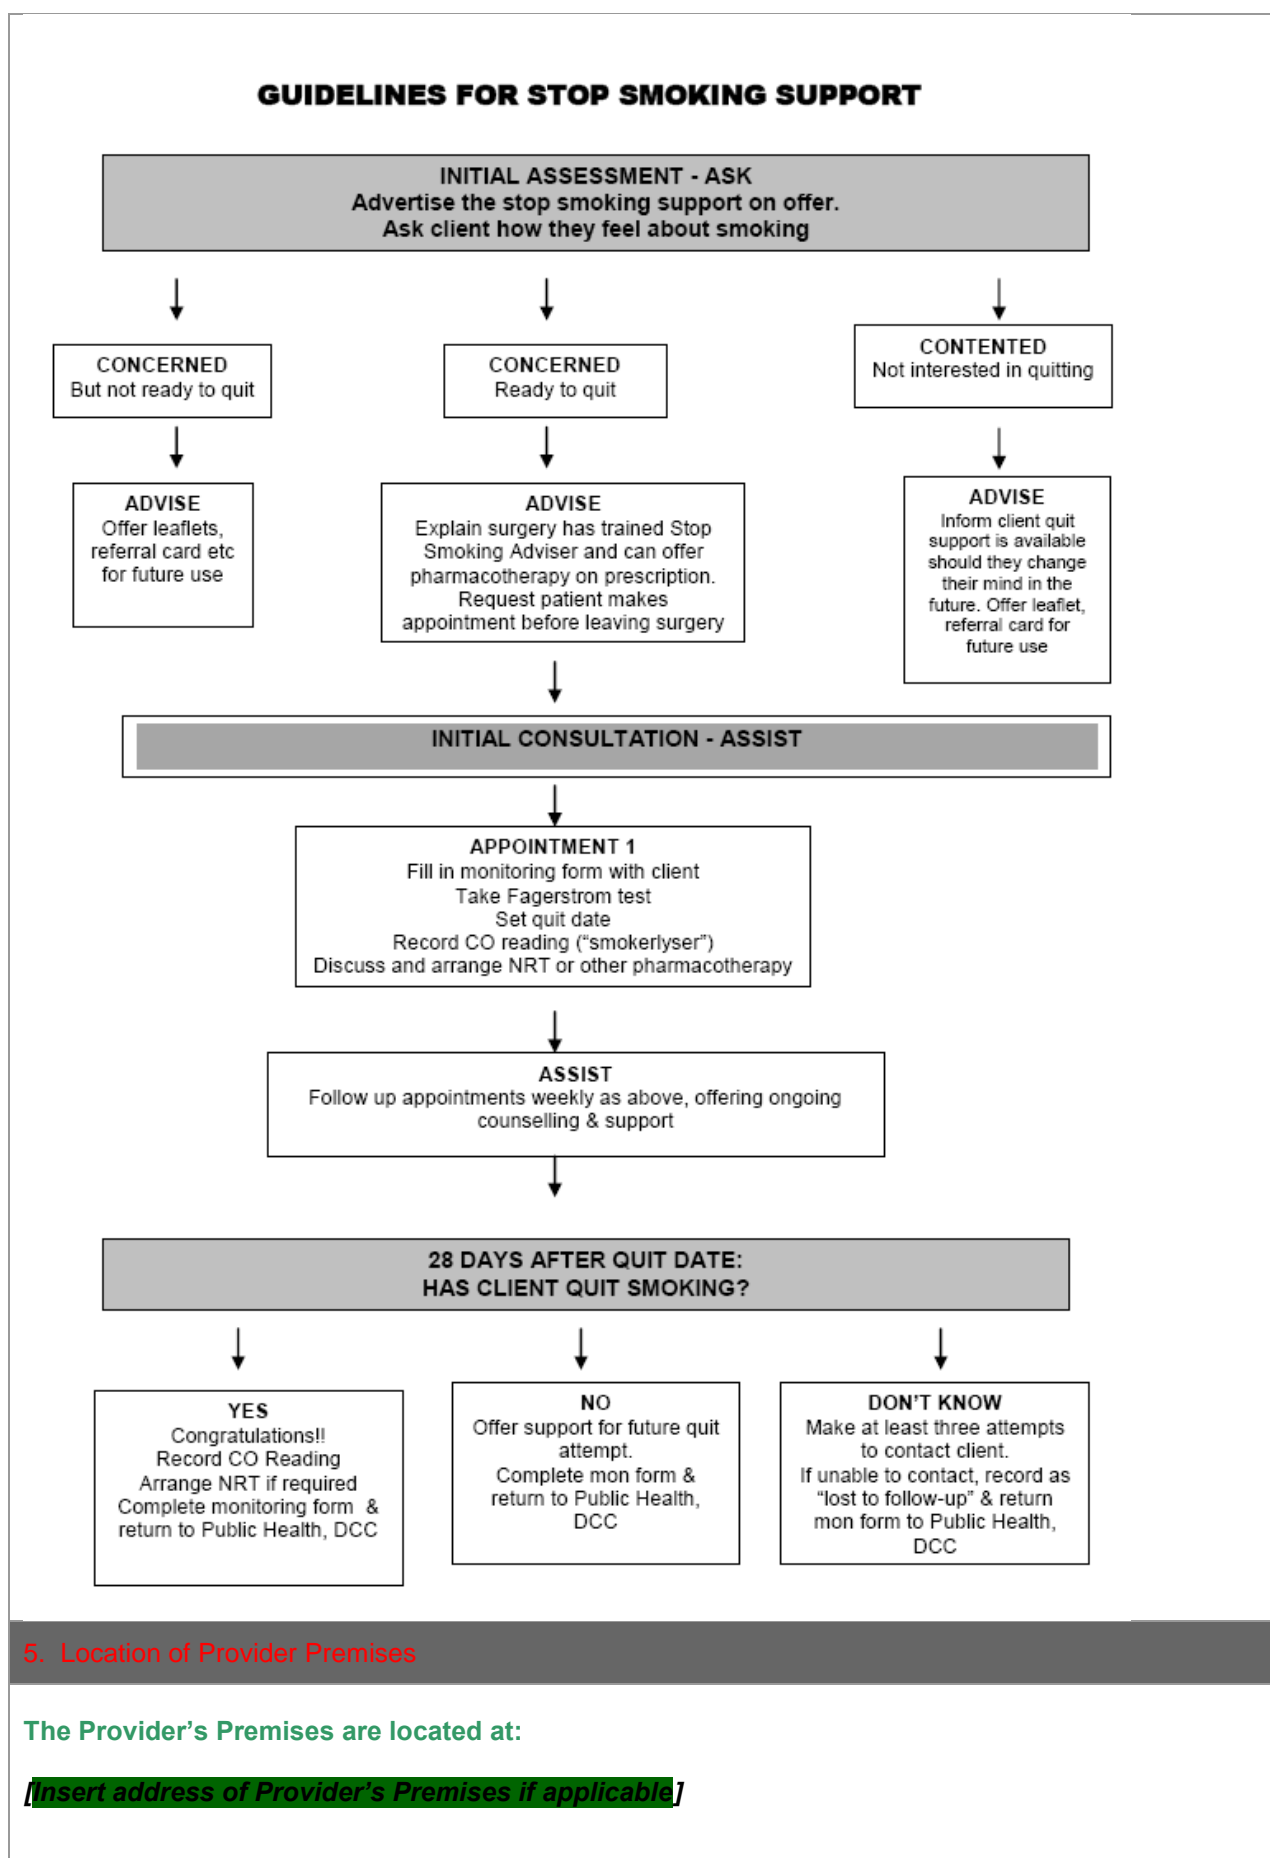 GUIDELINES FOR STOP SMOKING SUPPORT
INITIAL ASSESSMENT - ASK
Advertise the stop smoking support on offer.
Ask client how they feel about smoking
CONCERNED
But not ready to quit
CONCERNED
Ready to quit
CONTENTED
Not interested in quitting
ADVISE
Offer leaflets,
referral card etc
for future use
ADVISE
Explain surgery has trained Stop
Smoking Adviser and can offer
pharmacotherapy on prescription.
Request patient makes
appointment before leaving surgery
ADVISE
Inform client quit
support is available
should they change
their mind in the
future. Offer leaflet,
referral card for
future use
INITIAL CONSULTATION - ASSIST
APPOINTMENT 1
Fill in monitoring form with client
Take Fagerstrom test
Set quit date
Record CO reading (“smokerlyser”)
Discuss and arrange NRT or other pharmacotherapy
ASSIST
Follow up appointments weekly as above, offering ongoing
counselling & support
28 DAYS AFTER QUIT DATE:
HAS CLIENT QUIT SMOKING?
YES
Congratulations!!
Record CO Reading
Arrange NRT if required
Complete monitoring form &
return to Public Health, DCC
NO
Offer support for future quit
attempt.
Complete mon form &
return to Public Health,
DCC
DON’T KNOW
Make at least three attempts
to contact client.
If unable to contact, record as
“lost to follow-up” & return
mon form to Public Health,
DCC
5. Location of Provider Premises
The Provider’s Premises are located at:
[Insert address of Provider’s Premises if applicable]